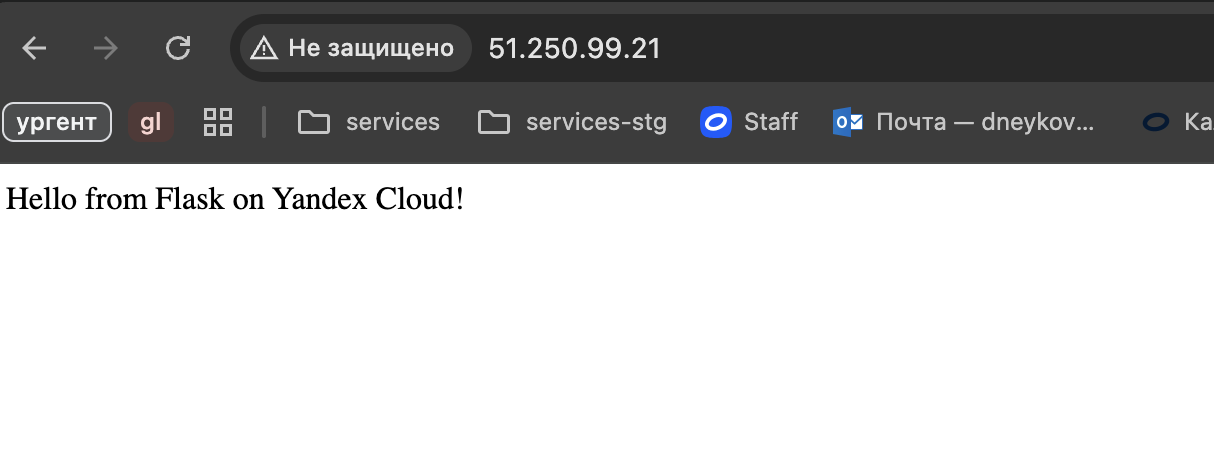 Не защищено 51.250.99.21
ургент gl services services-stg Staff Почта — dneykov...
Hello from Flask on Yandex Cloud!